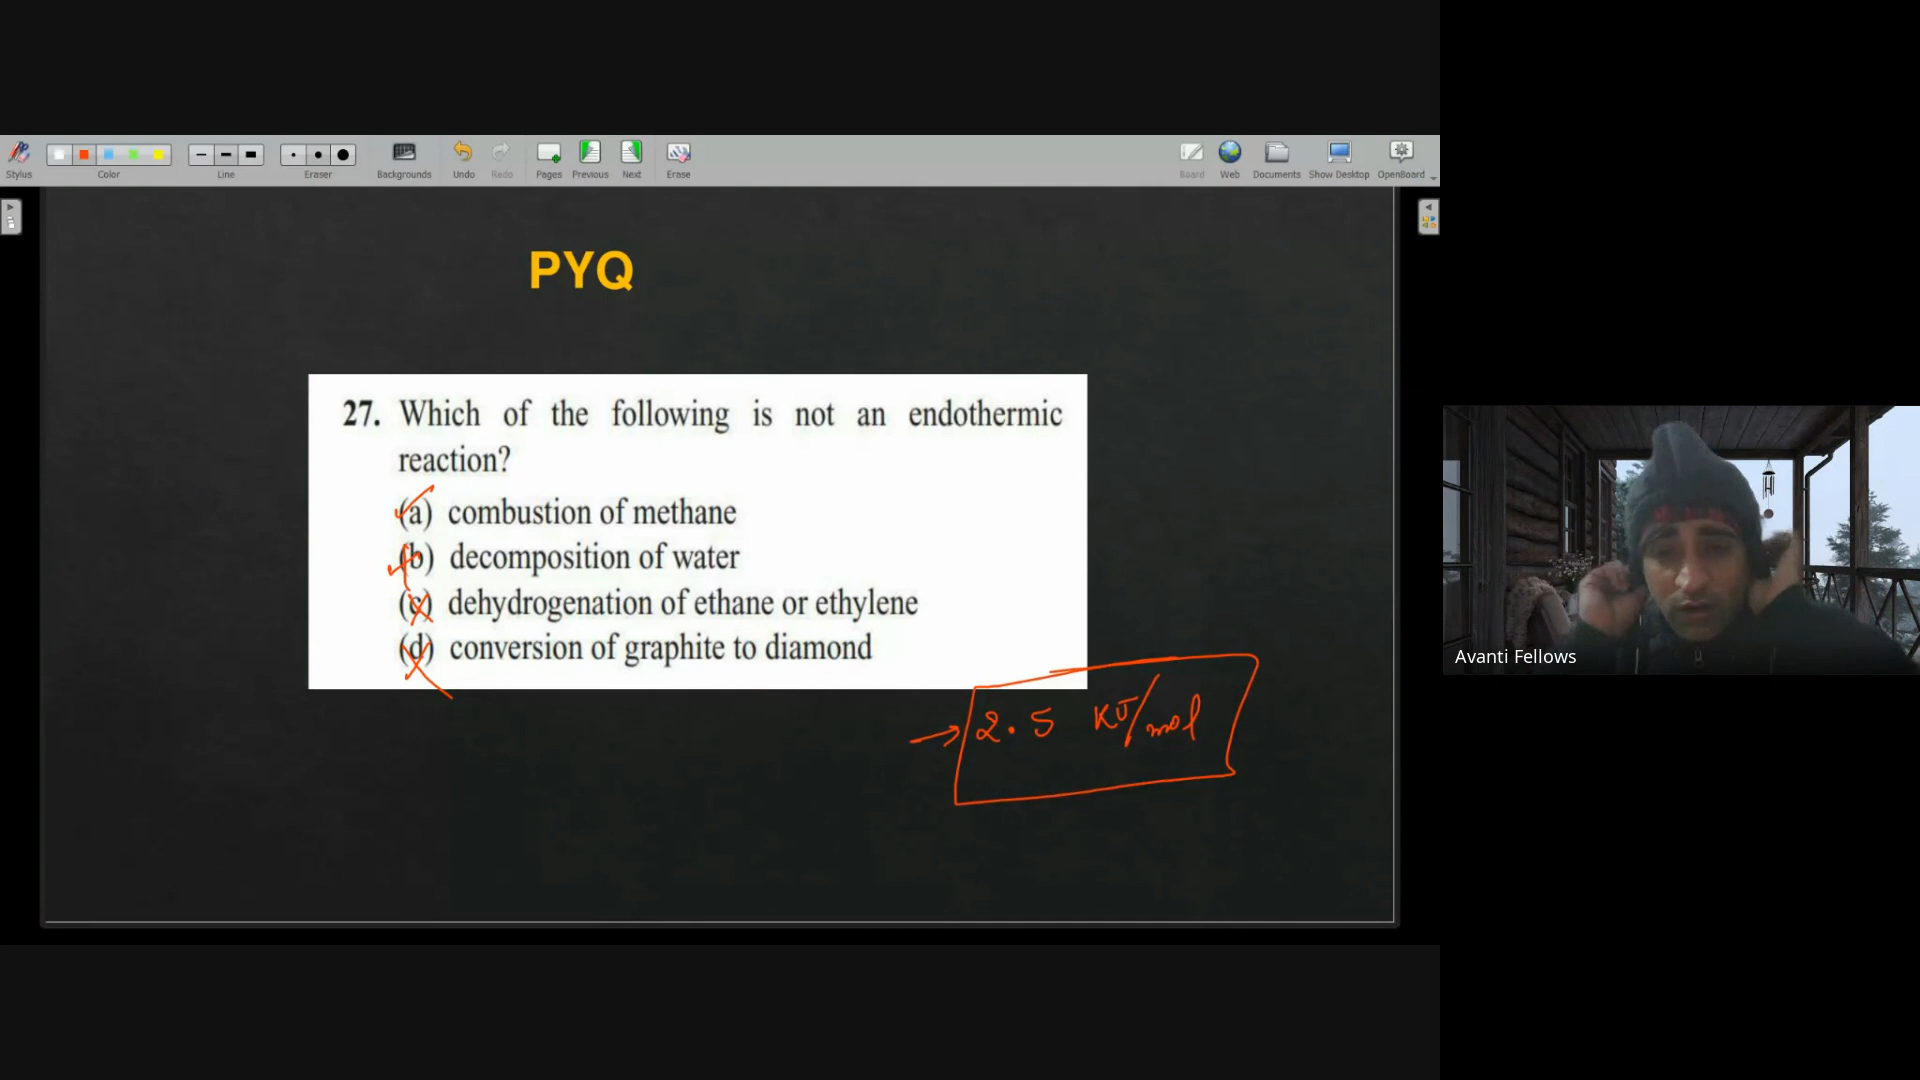 Stylus
Color
Line
Eraser
Backgrounds
Undo
Redo
Pages
Previous
Next
Erase
Board
Web
Documents
Show Desktop
OpenBoard
PYQ
27. Which of the following is not an endothermic
reaction?
(a) combustion of methane
(b) decomposition of water
(c) dehydrogenation of ethane or ethylene
(d) conversion of graphite to diamond
2.5 KJ/mol
Avanti Fellows